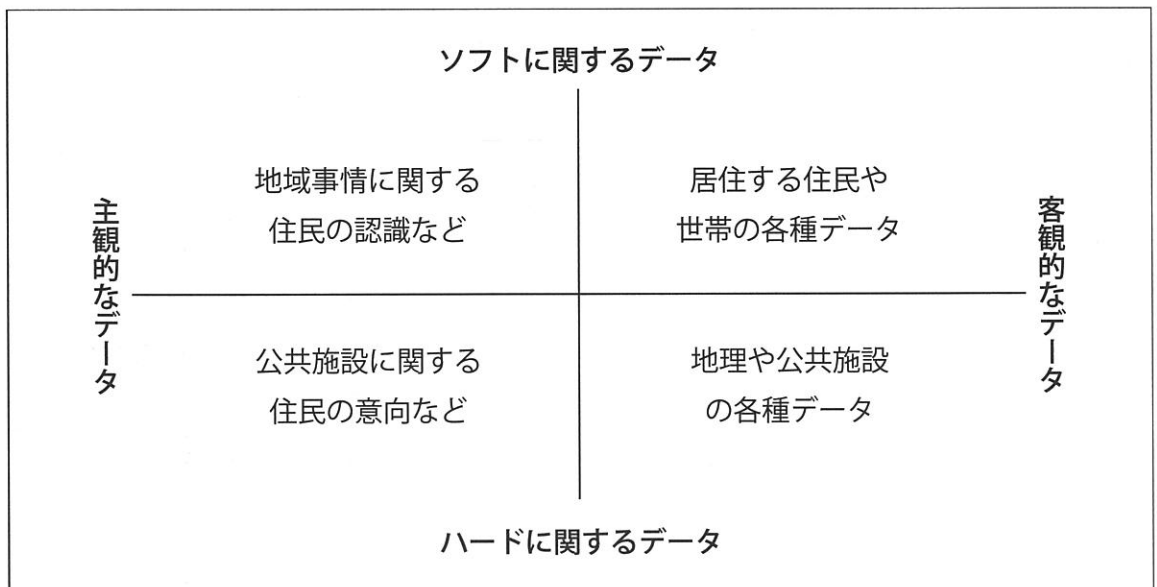 ソフトに関するデータ
地域事情に関する
住民の認識など
居住する住民や
世帯の各種データ
主観的なデータ
客観的なデータ
公共施設に関する
住民の意向など
地理や公共施設
の各種データ
ハードに関するデータ